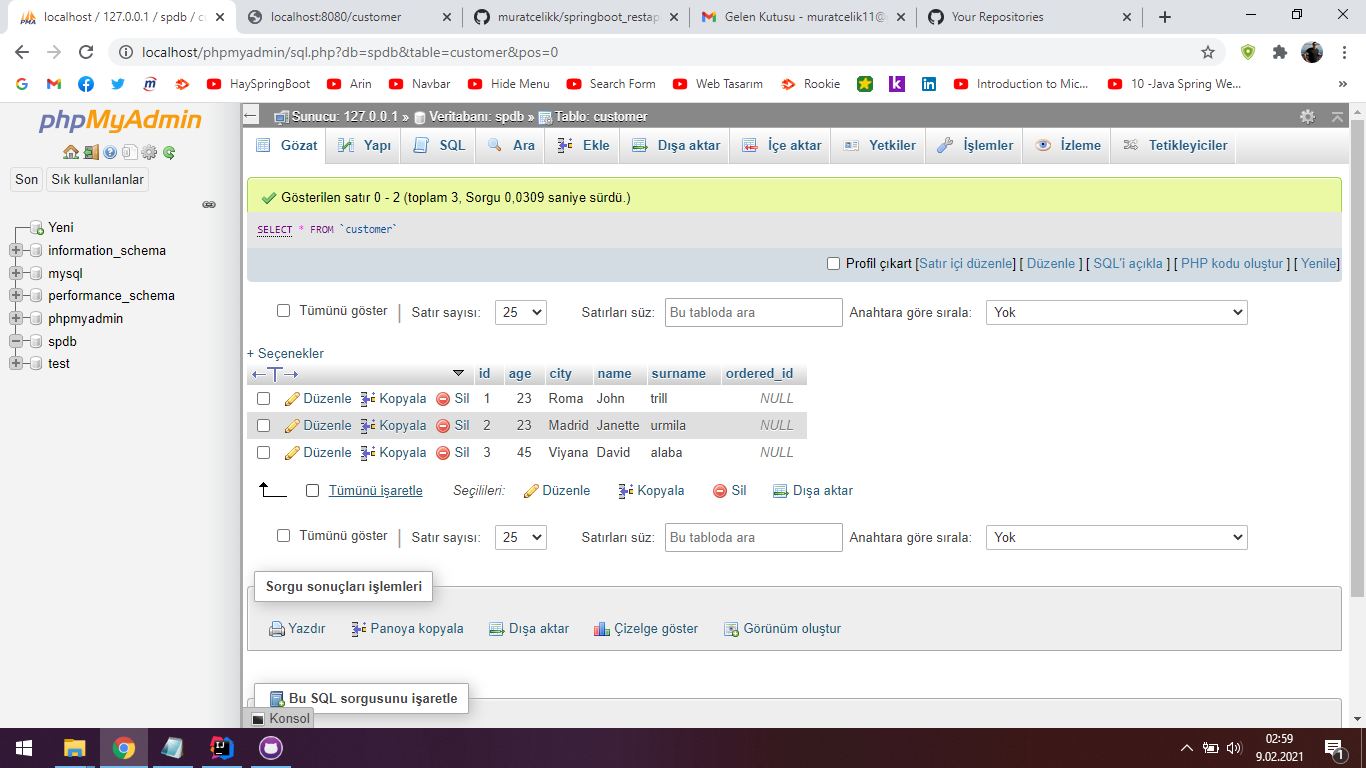 localhost / 127.0.0.1 / spdb / cu
localhost:8080/customer
muratcelikk/springboot_restap
Gelen Kutusu - muratcelik11@
Your Repositories
localhost/phpmyadmin/sql.php?db=spdb&table=customer&pos=0
HaySpringBoot
Arin
Navbar
Hide Menu
Search Form
Web Tasarım
Rookie
Introduction to Mic...
10 -Java Spring We...
phpMyAdmin
Son
Sık kullanılanlar
Yeni
information_schema
mysql
performance_schema
phpmyadmin
spdb
test
Sunucu: 127.0.0.1 » Veritabanı: spdb » Tablo: customer
Gözat Yapı SQL Ara Ekle Dışa aktar İçe aktar Yetkiler İşlemler İzleme Tetikleyiciler
Gösterilen satır 0 - 2 (toplam 3, Sorgu 0,0309 saniye sürdü.)
SELECT * FROM `customer`
Profil çıkart [Satır içi düzenle] [ Düzenle ] [ SQL'i açıkla ] [ PHP kodu oluştur ] [ Yenile]
Tümünü göster | Satır sayısı: 25 Satırları süz: Bu tabloda ara Anahtara göre sırala: Yok
+ Seçenekler
←T→ id age city name surname ordered_id
Düzenle Kopyala Sil 1 23 Roma John trill NULL
Düzenle Kopyala Sil 2 23 Madrid Janette urmila NULL
Düzenle Kopyala Sil 3 45 Viyana David alaba NULL
Tümünü işaretle Seçilileri: Düzenle Kopyala Sil Dışa aktar
Tümünü göster | Satır sayısı: 25 Satırları süz: Bu tabloda ara Anahtara göre sırala: Yok
Sorgu sonuçları işlemleri
Yazdır Panoya kopyala Dışa aktar Çizelge göster Görünüm oluştur
Bu SQL sorgusunu işaretle
Konsol
02:59
9.02.2021
1